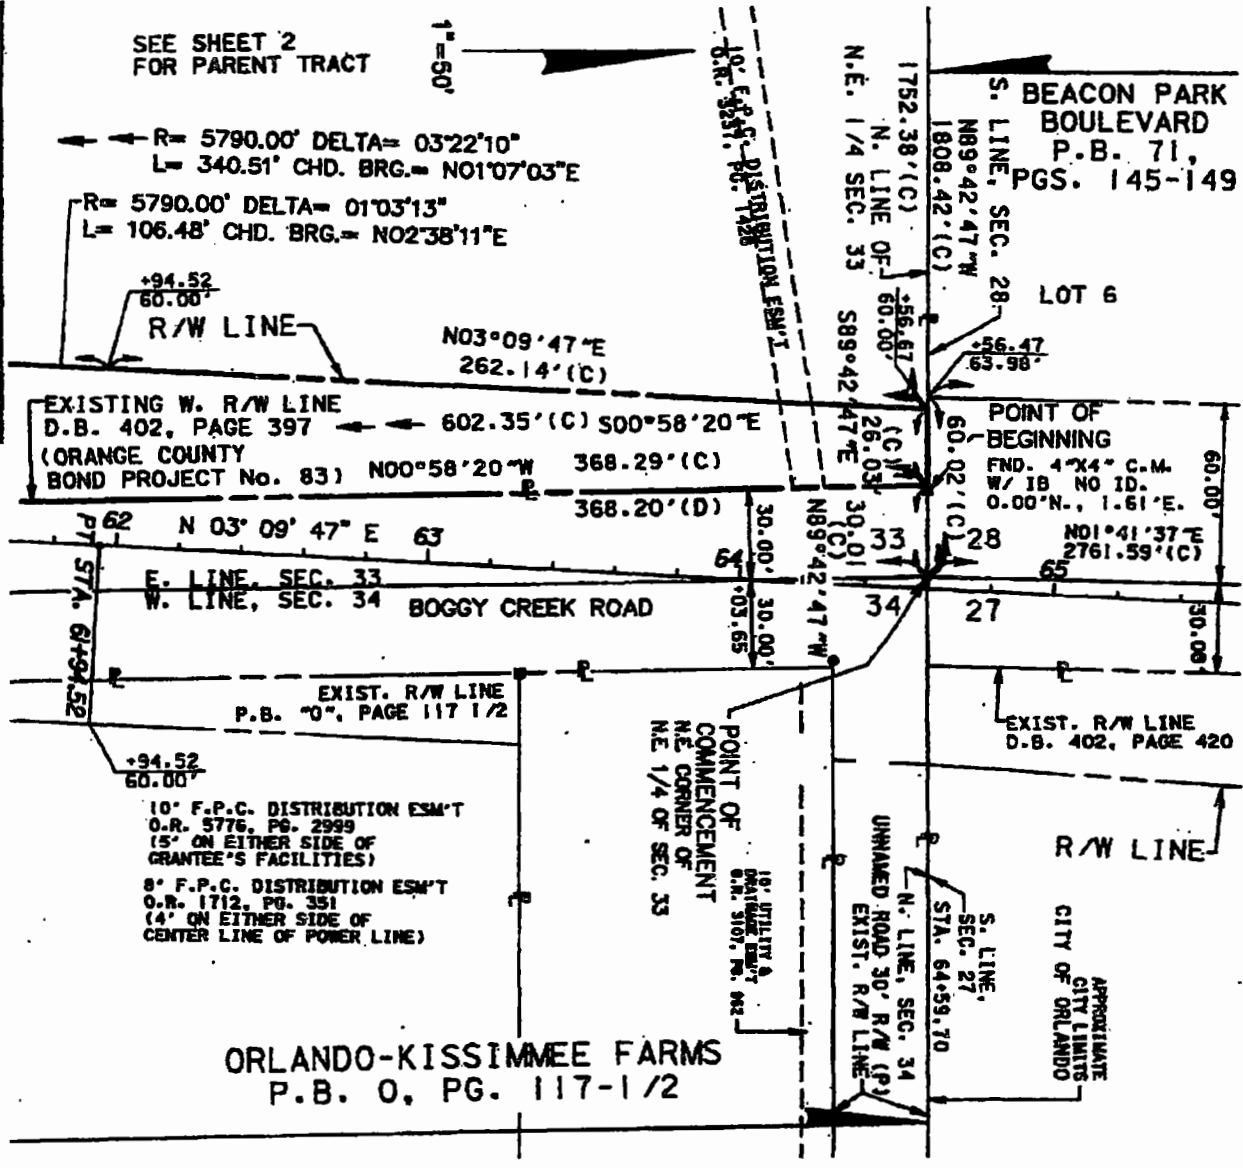 SEE SHEET 2
FOR PARENT TRACT
1"=50'
R= 5790.00' DELTA= 03°22'10"
L= 340.51' CHD. BRG.= N01°07'03"E
R= 5790.00' DELTA= 01°03'13"
L= 106.48' CHD. BRG.= N02°38'11"E
+94.52
60.00'
R/W LINE
N03°09'47"E
262.14'(C)
10' F.P.C. DISTRIBUTION ESM'T
O.R. 3257, PG. 1426
1752.38'(C)
N. LINE OF
N.E. 1/4 SEC. 33
S. LINE, SEC. 28
N89°42'47"W
1808.42'(C)
BEACON PARK
BOULEVARD
P.B. 71,
PGS. 145-149
LOT 6
+56.67
60.00'
+56.47
63.98'
S89°42'47"E
26.03'
(C)
EXISTING W. R/W LINE
D.B. 402, PAGE 397
(ORANGE COUNTY
BOND PROJECT No. 83)
602.35'(C) S00°58'20"E
N00°58'20"W 368.29'(C)
368.20'(D)
POINT OF
BEGINNING
FND. 4"X4" C.M.
W/ IB NO ID.
0.00'N., 1.61'E.
60.02'(C)
60.00'
N01°41'37"E
2761.59'(C)
62
N 03° 09' 47" E
63
64
65
PT STA. 61+94.52
30.00'
30.00'
+03.65
N89°42'47"W
30.01
(C)
33
28
34
27
30.08'
E. LINE, SEC. 33
W. LINE, SEC. 34
BOGGY CREEK ROAD
EXIST. R/W LINE
P.B. "O", PAGE 117 1/2
EXIST. R/W LINE
D.B. 402, PAGE 420
+94.52
60.00'
10' F.P.C. DISTRIBUTION ESM'T
O.R. 5776, PG. 2999
(5' ON EITHER SIDE OF
GRANTEE'S FACILITIES)
8' F.P.C. DISTRIBUTION ESM'T
O.R. 1712, PG. 351
(4' ON EITHER SIDE OF
CENTER LINE OF POWER LINE)
POINT OF
COMMENCEMENT
N.E. CORNER OF
N.E. 1/4 OF SEC. 33
10' UTILITY &
DRAINAGE ESM'T
O.R. 3107, PG. 962
UNNAMED ROAD 30' R/W (P)
EXIST. R/W LINE
N. LINE, SEC. 34
STA. 64+59.70
S. LINE,
SEC. 27
R/W LINE
APPROXIMATE
CITY LIMITS
CITY OF ORLANDO
ORLANDO-KISSIMMEE FARMS
P.B. O, PG. 117-1/2